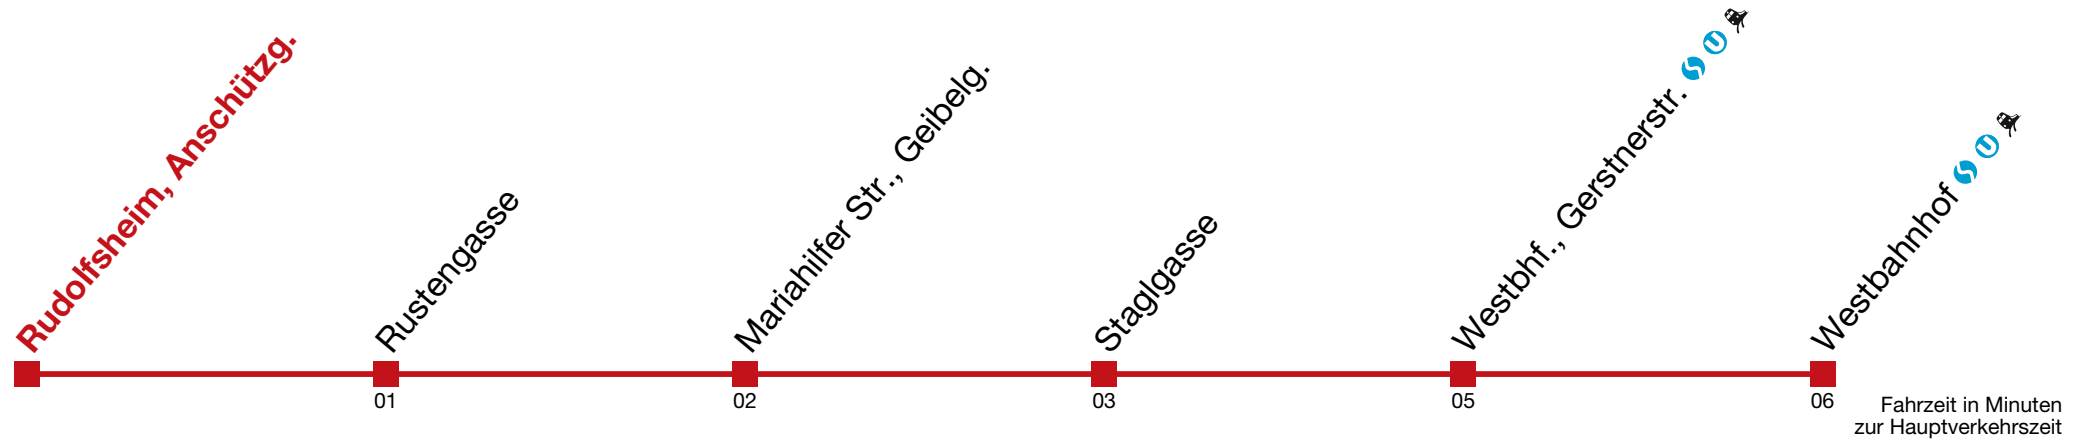 Rudolfsheim, Anschützg.
Rustengasse
Mariahilfer Str., Geibelg.
Staglgasse
Westbhf., Gerstnerstr. S U
Westbahnhof S U
01
02
03
05
06
Fahrzeit in Minuten
zur Hauptverkehrszeit